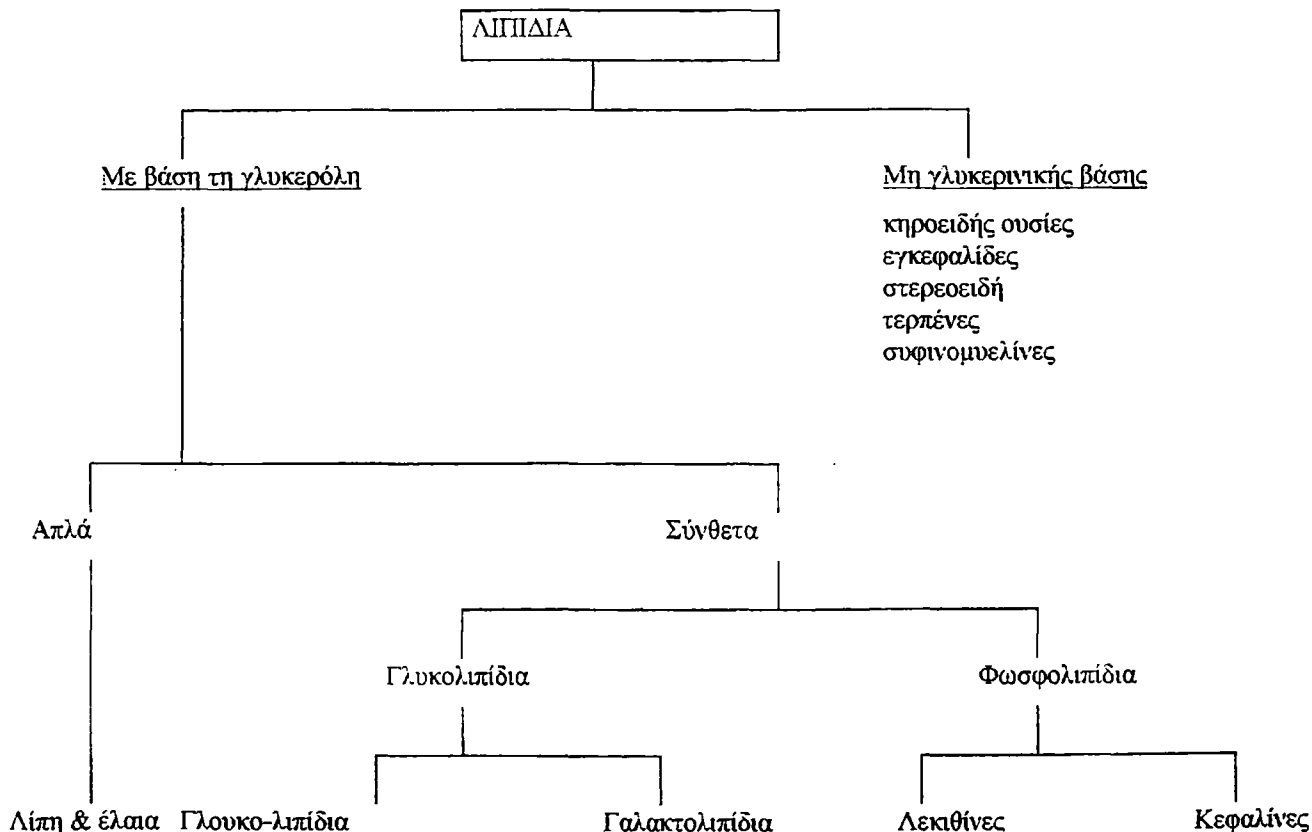 ΛΙΠΙΔΙΑ
Με βάση τη γλυκερόλη
Μη γλυκερινικής βάσης
κηροειδής ουσίες
εγκεφαλίδες
στερεοειδή
τερπένες
συφινομυελίνες
Απλά
Σύνθετα
Γλυκολιπίδια
Φωσφολιπίδια
Λίπη & έλαια Γλουκο-λιπίδια Γαλακτολιπίδια Λεκιθίνες Κεφαλίνες